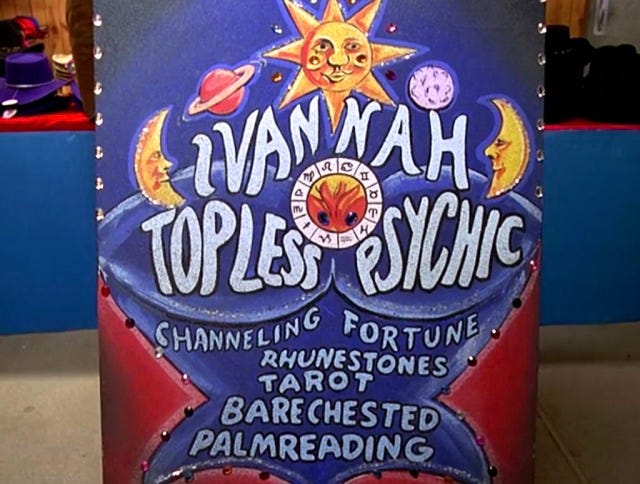 IVANNAH
TOPLESS PSYCHIC
CHANNELING FORTUNE
RHUNESTONES
TAROT
BARECHESTED
PALMREADING